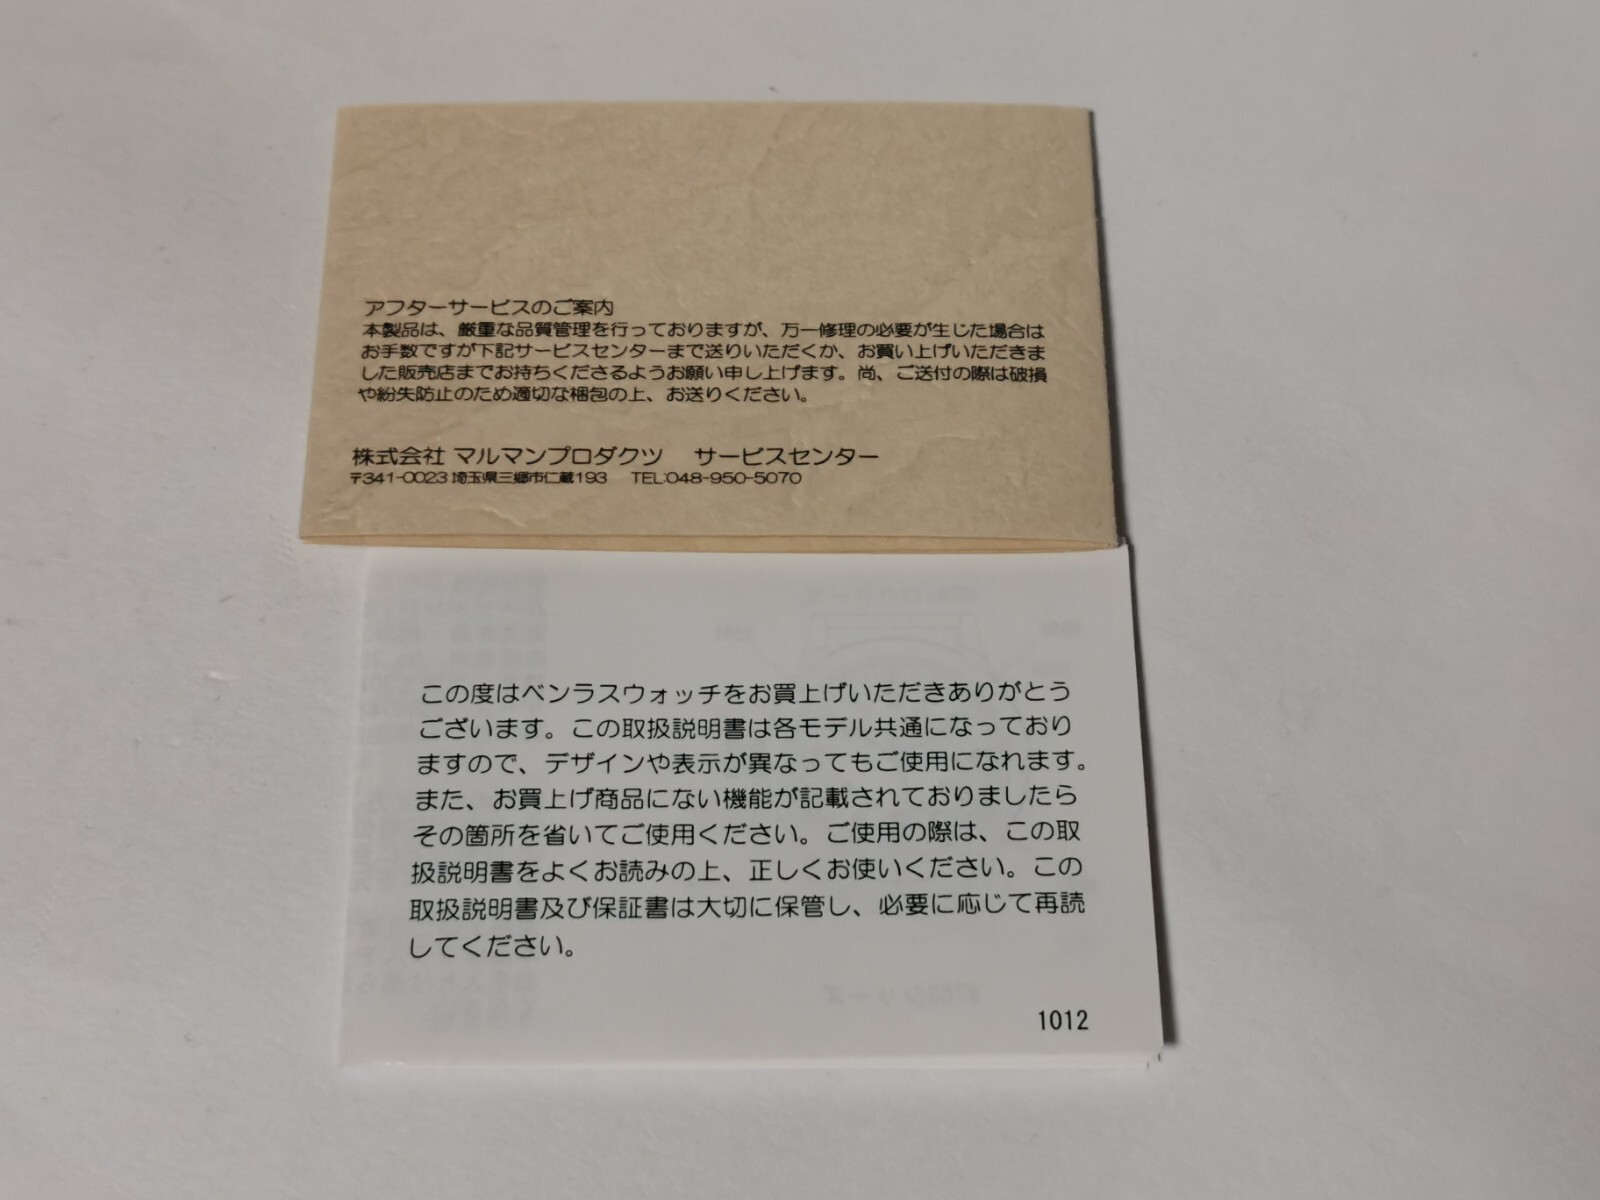 アフターサービスのご案内
本製品は、厳重な品質管理を行っておりますが、万一修理の必要が生じた場合は
お手数ですが下記サービスセンターまで送りいただくか、お買い上げいただきま
した販売店までお持ちくださるようお願い申し上げます。尚、ご送付の際は破損
や紛失防止のため適切な梱包の上、お送りください。
株式会社 マルマンプロダクツ サービスセンター
〒341-0023 埼玉県三郷市仁蔵193 TEL:048-950-5070
この度はベンラスウォッチをお買上げいただきありがとう
ございます。この取扱説明書は各モデル共通になっており
ますので、デザインや表示が異なってもご使用になれます。
また、お買上げ商品にない機能が記載されておりましたら
その箇所を省いてご使用ください。ご使用の際は、この取
扱説明書をよくお読みの上、正しくお使いください。この
取扱説明書及び保証書は大切に保管し、必要に応じて再読
してください。
1012